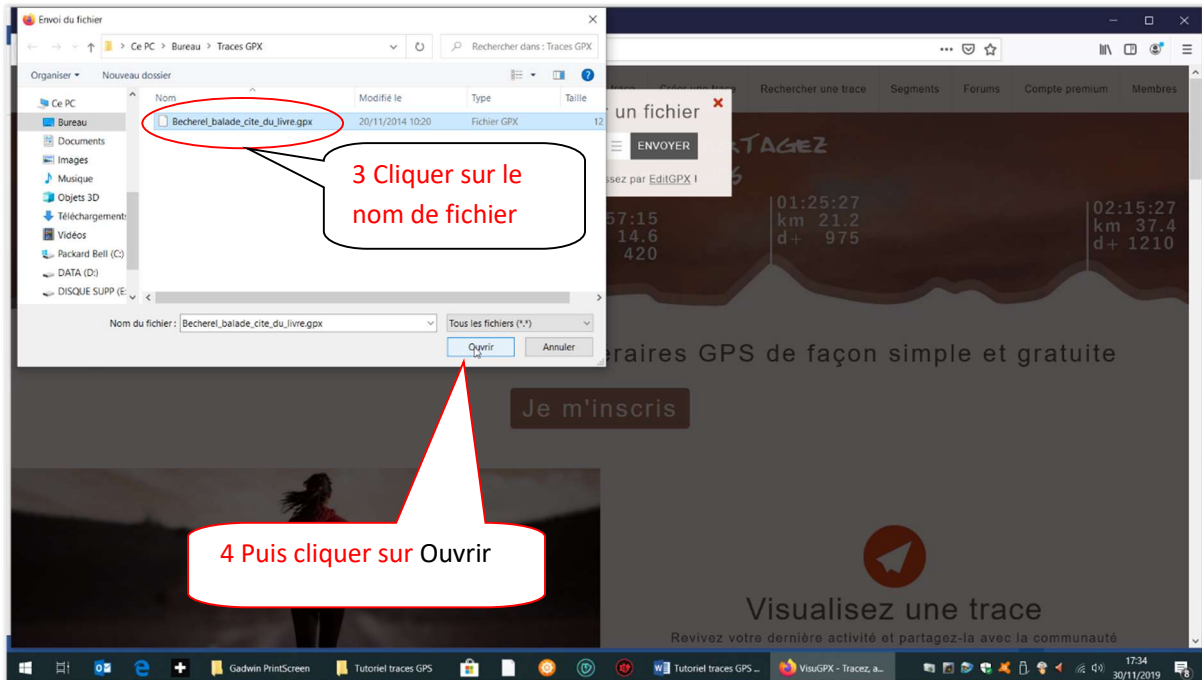 Envoi du fichier
> Ce PC > Bureau > Traces GPX
Rechercher dans : Traces GPX
Organiser
Nouveau dossier
Ce PC
Bureau
Documents
Images
Musique
Objets 3D
Téléchargements
Vidéos
Packard Bell (C:)
DATA (D:)
DISQUE SUPP (E:
Nom
Modifié le
Type
Taille
Becherel_balade_cite_du_livre.gpx
20/11/2014 10:20
Fichier GPX
12
3 Cliquer sur le
nom de fichier
Nom du fichier : Becherel_balade_cite_du_livre.gpx
Tous les fichiers (*.*)
Ouvrir
Annuler
trace
Créer une trace
Rechercher une trace
Segments
Forums
Compte premium
Membres
un fichier
ENVOYER
ssez par EditGPX !
TAGEZ
57:15
14.6
420
01:25:27
km 21.2
d+ 975
02:15:27
km 37.4
d+ 1210
éraires GPS de façon simple et gratuite
Je m'inscris
4 Puis cliquer sur Ouvrir
Visualisez une trace
Revivez votre dernière activité et partagez-la avec la communauté
Gadwin PrintScreen
Tutoriel traces GPS
Tutoriel traces GPS ...
VisuGPX - Tracez, a...
17:34
30/11/2019
8